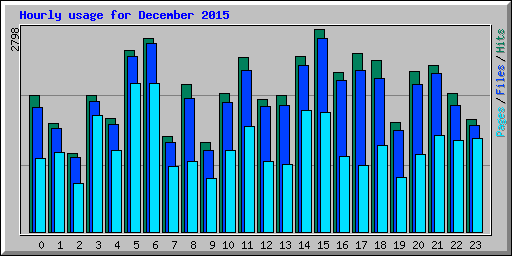 Hourly usage for December 2015
2798
Pages/Files/Hits
0 1 2 3 4 5 6 7 8 9 10 11 12 13 14 15 16 17 18 19 20 21 22 23